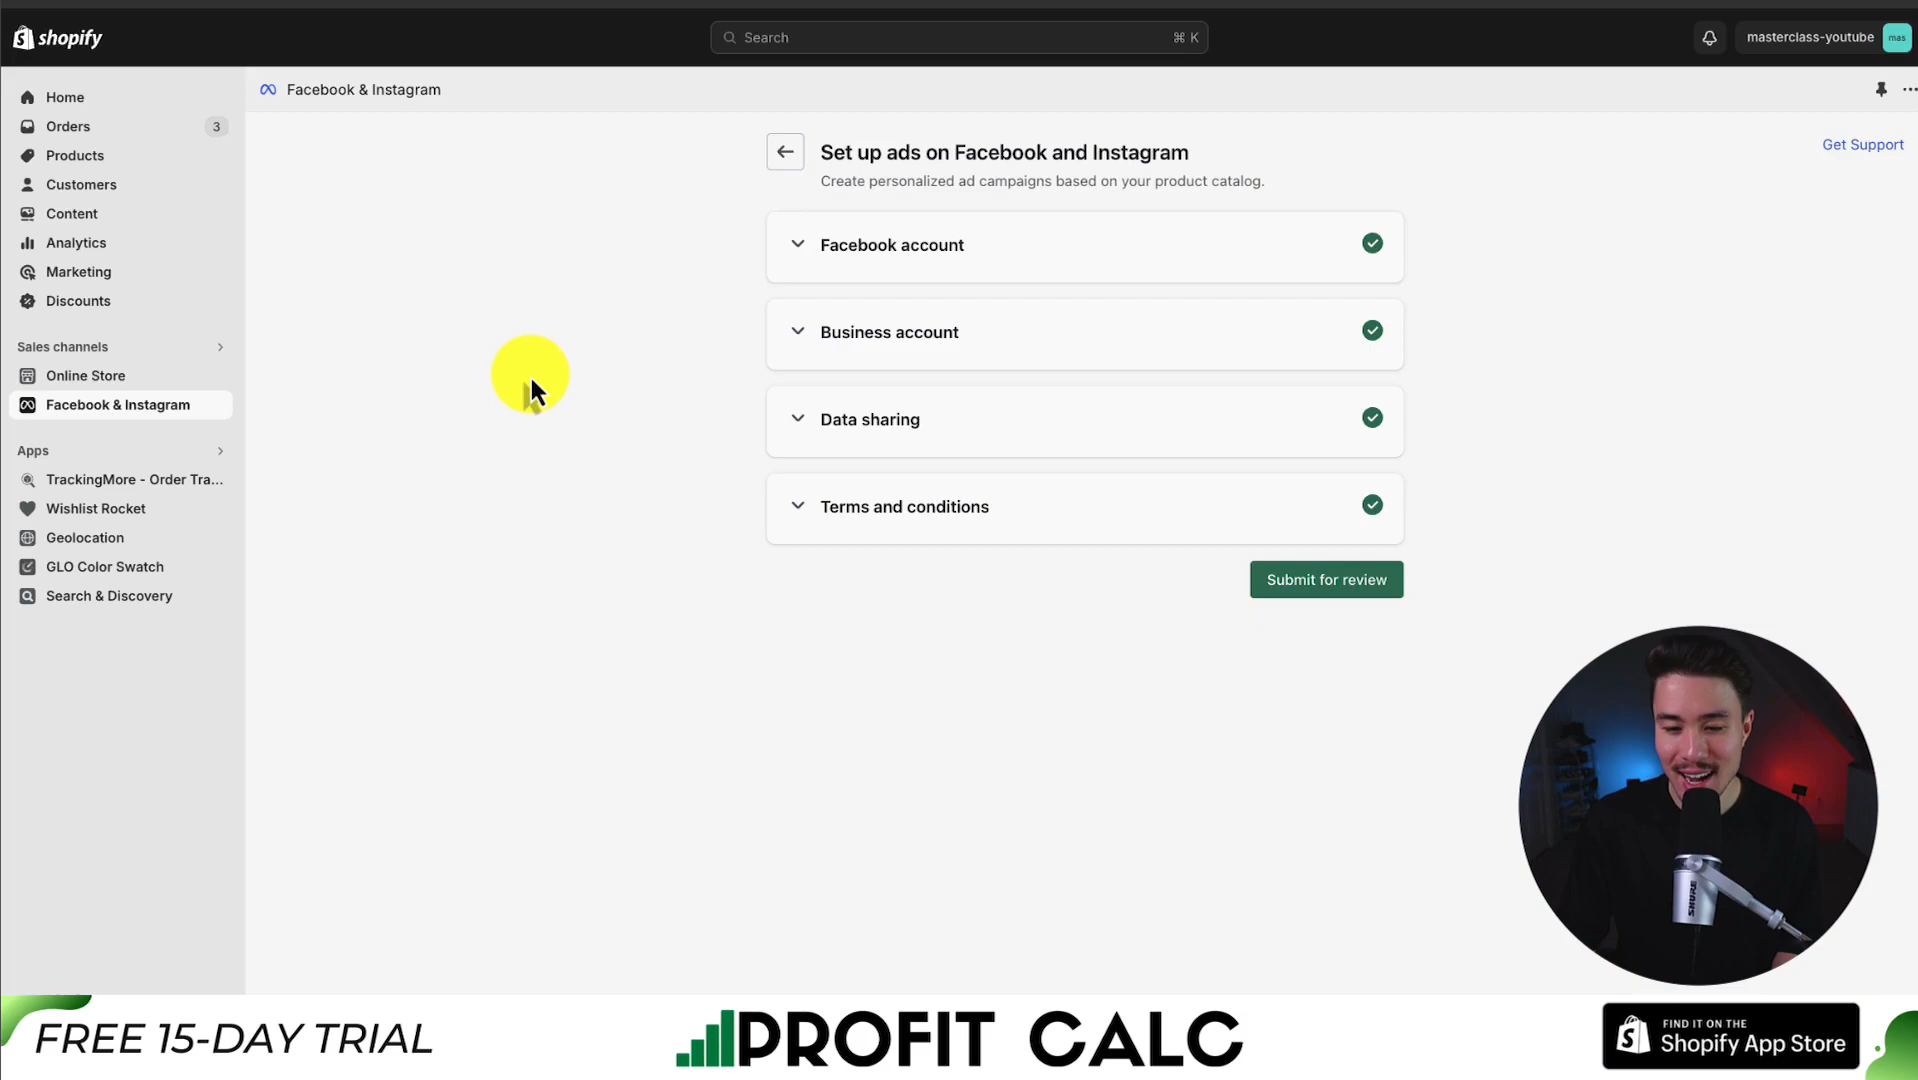 shopify
Search
⌘ K
masterclass-youtube
mas
Home
Orders
3
Products
Customers
Content
Analytics
Marketing
Discounts
Sales channels
Online Store
Facebook & Instagram
Apps
TrackingMore - Order Tra...
Wishlist Rocket
Geolocation
GLO Color Swatch
Search & Discovery
Facebook & Instagram
Get Support
Set up ads on Facebook and Instagram
Create personalized ad campaigns based on your product catalog.
Facebook account
Business account
Data sharing
Terms and conditions
Submit for review
SHURE
FREE 15-DAY TRIAL
PROFIT CALC
FIND IT ON THE
Shopify App Store